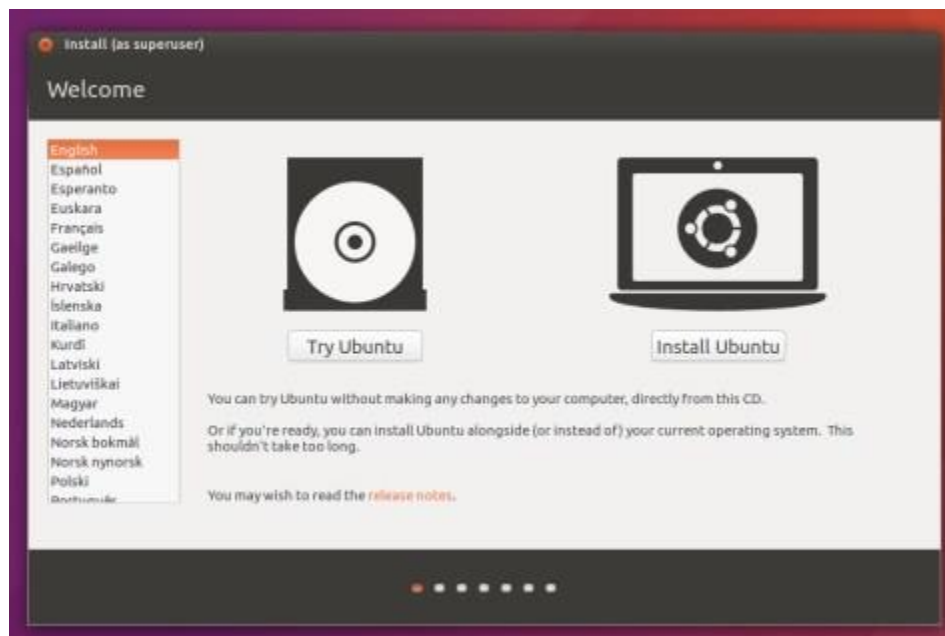 Install (as superuser)
Welcome
English
Español
Esperanto
Euskara
Français
Gaeilge
Galego
Hrvatski
Íslenska
Italiano
Kurdî
Latviski
Lietuviškai
Magyar
Nederlands
Norsk bokmål
Norsk nynorsk
Polski
Português
Try Ubuntu
Install Ubuntu
You can try Ubuntu without making any changes to your computer, directly from this CD.
Or if you're ready, you can install Ubuntu alongside (or instead of) your current operating system. This
shouldn't take too long.
You may wish to read the release notes.